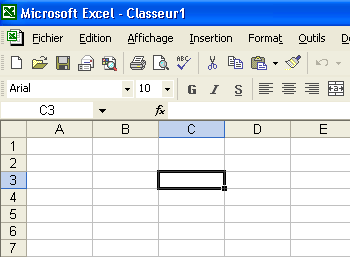 Microsoft Excel - Classeur1
Fichier Edition Affichage Insertion Format Outils
Arial 10 G I S
C3 fx
A B C D E
1
2
3
4
5
6
7